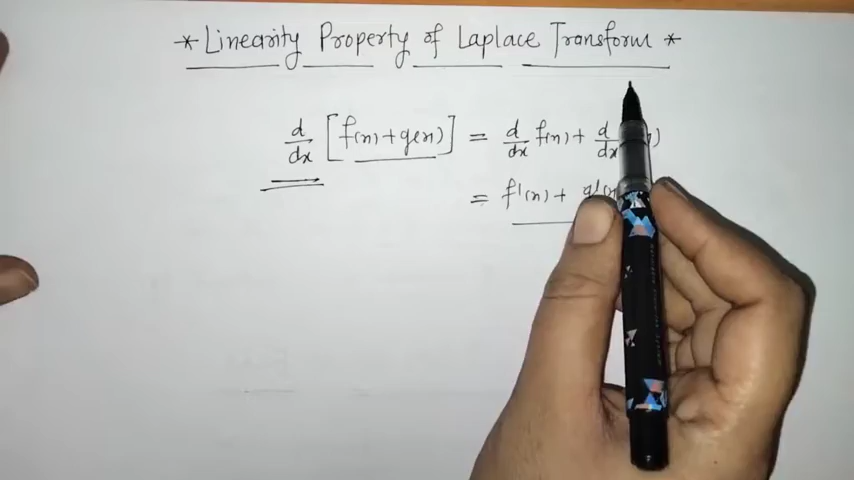 * Linearity Property of Laplace Transform *
d/dx [f(x) + g(x)] = d/dx f(x) + d/dx
= f'(x) + g'(x